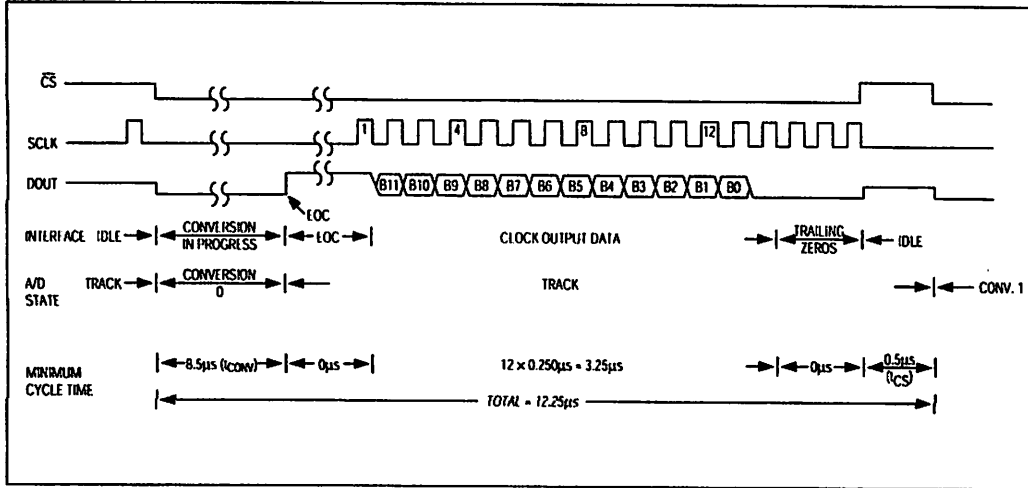 CS
SCLK 1 4 8 12
DOUT B11 B10 B9 B8 B7 B6 B5 B4 B3 B2 B1 B0
EOC
INTERFACE IDLE CONVERSION IN PROGRESS EOC CLOCK OUTPUT DATA TRAILING ZEROS IDLE
A/D STATE TRACK CONVERSION 0 TRACK CONV. 1
MINIMUM CYCLE TIME 8.5µs (tCONV) 0µs 12 x 0.250µs = 3.25µs 0µs 0.5µs (tCS)
TOTAL = 12.25µs